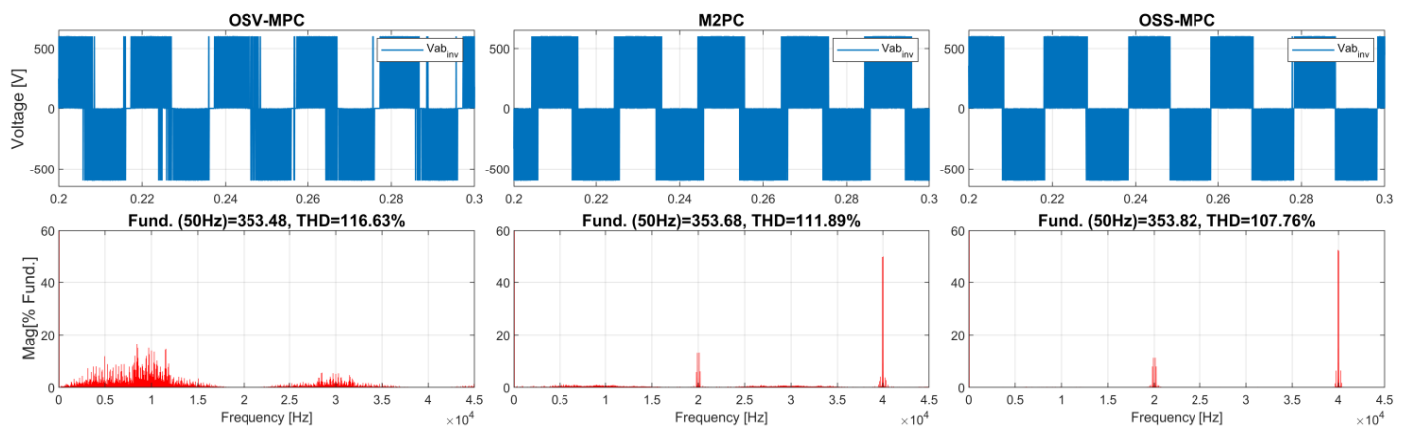 OSV-MPC
M2PC
OSS-MPC
Voltage [V]
500
0
-500
Vab_inv
0.2 0.22 0.24 0.26 0.28 0.3
500
0
-500
Vab_inv
0.2 0.22 0.24 0.26 0.28 0.3
500
0
-500
Vab_inv
0.2 0.22 0.24 0.26 0.28 0.3
Fund. (50Hz)=353.48, THD=116.63%
Fund. (50Hz)=353.68, THD=111.89%
Fund. (50Hz)=353.82, THD=107.76%
Mag[% Fund.]
60
40
20
0
0 0.5 1 1.5 2 2.5 3 3.5 4 4.5
Frequency [Hz]
×10^4
60
40
20
0
0 0.5 1 1.5 2 2.5 3 3.5 4 4.5
Frequency [Hz]
×10^4
60
40
20
0
0 0.5 1 1.5 2 2.5 3 3.5 4 4.5
Frequency [Hz]
×10^4